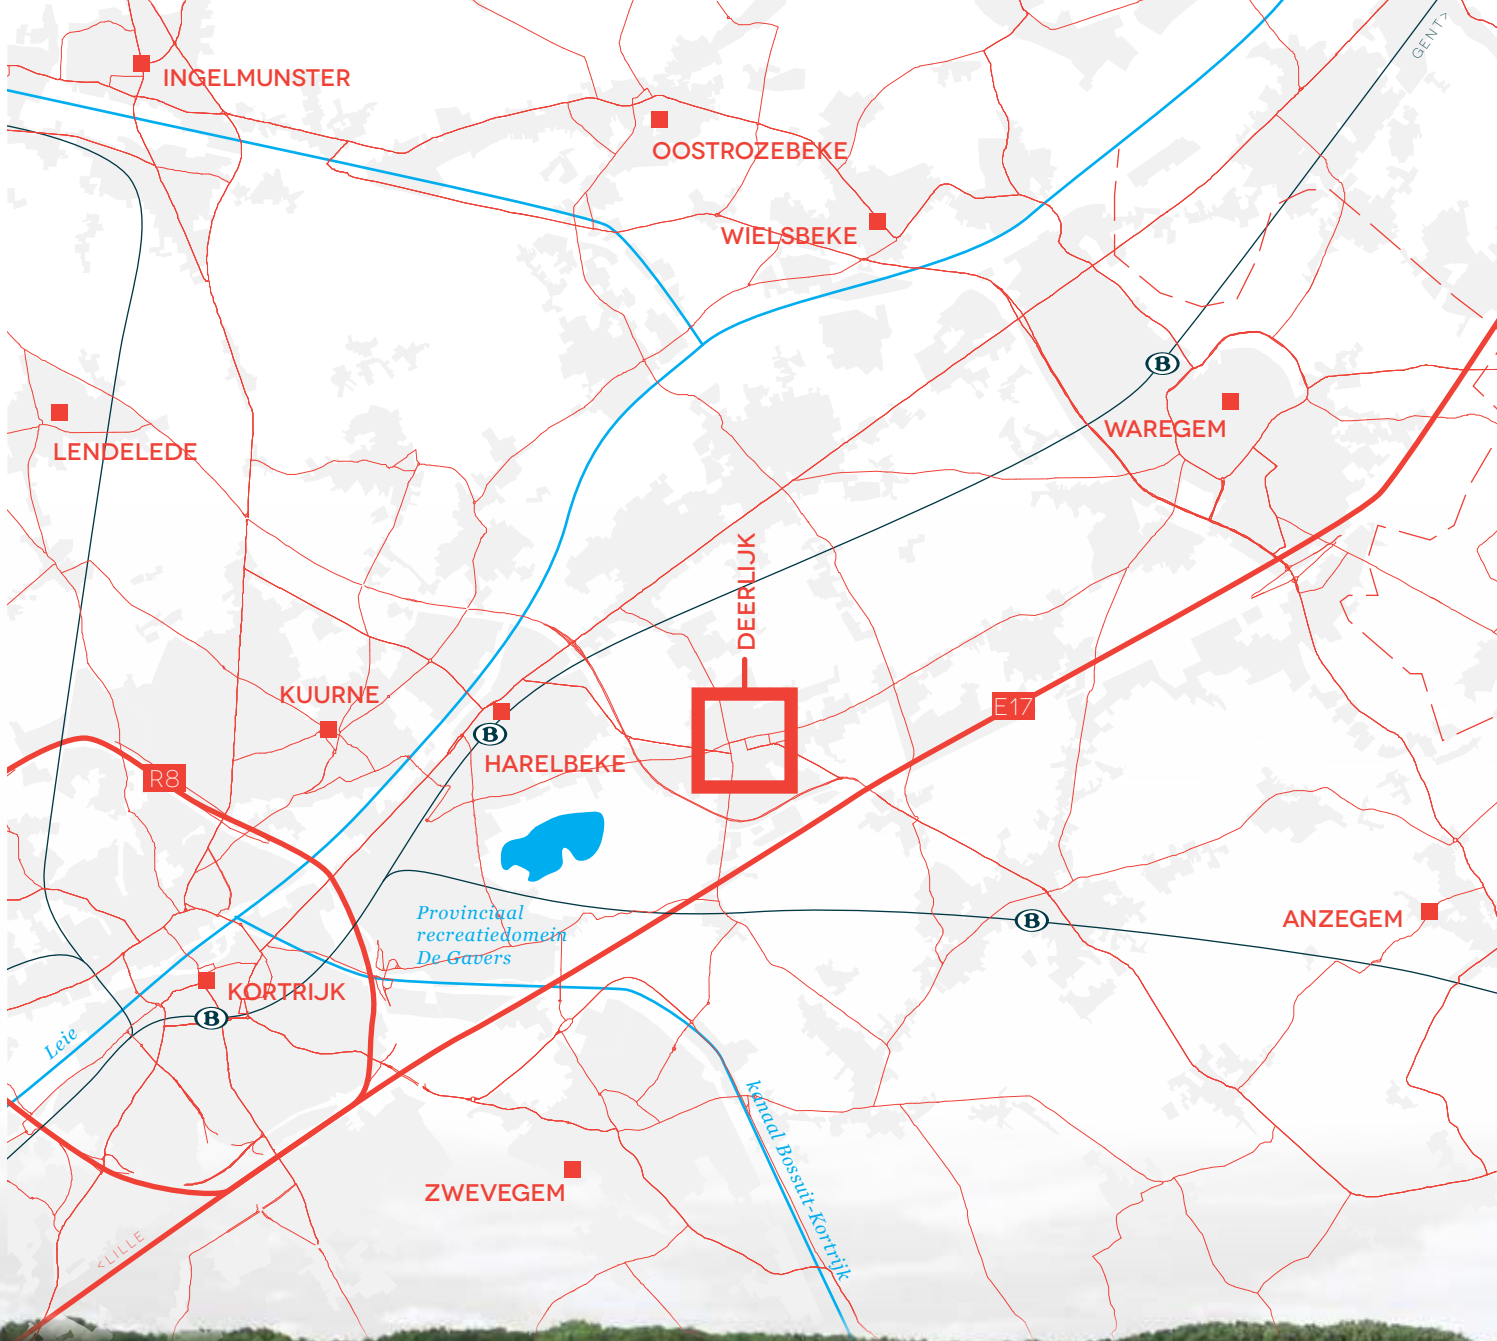 GENT>
INGELMUNSTER
OOSTROZEBEKE
WIELSBEKE
B
WAREGEM
LENDELEDE
DEERLIJK
KUURNE
E17
B
HARELBEKE
R8
Provinciaal
recreatiedomein
De Gavers
B
ANZEGEM
KORTRIJK
B
Leie
kanaal Bossuit-Kortrijk
ZWEVEGEM
<LILLE